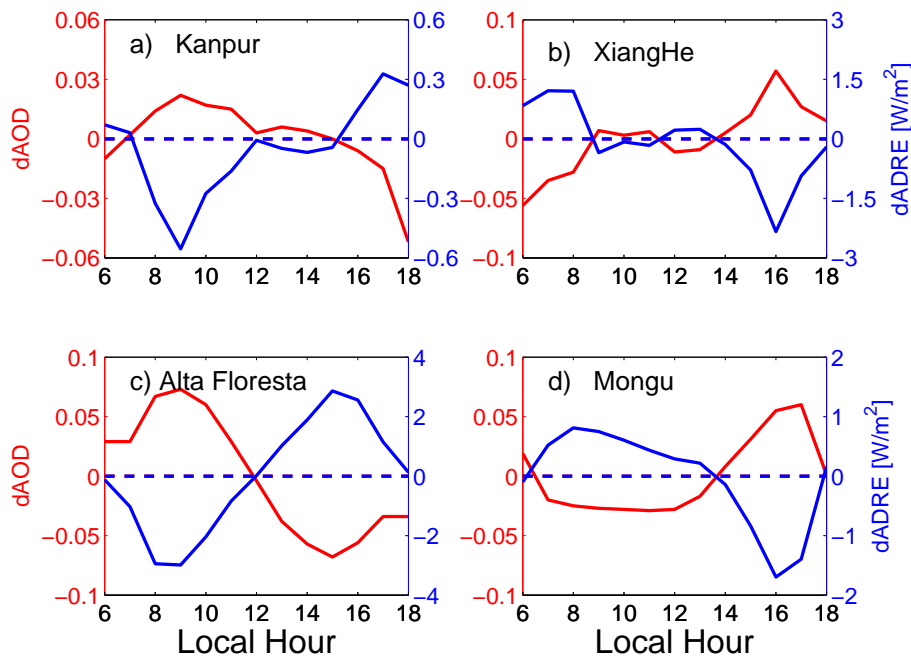 a) Kanpur
0.06
0.03
0
−0.03
−0.06
dAOD
0.6
0.3
0
−0.3
−0.6
6 8 10 12 14 16 18
b) XiangHe
0.1
0.05
0
−0.05
−0.1
3
1.5
0
−1.5
−3
dADRE [W/m2]
6 8 10 12 14 16 18
c) Alta Floresta
0.1
0.05
0
−0.05
−0.1
dAOD
4
2
0
−2
−4
6 8 10 12 14 16 18
Local Hour
d) Mongu
0.1
0.05
0
−0.05
−0.1
2
1
0
−1
−2
dADRE [W/m2]
6 8 10 12 14 16 18
Local Hour